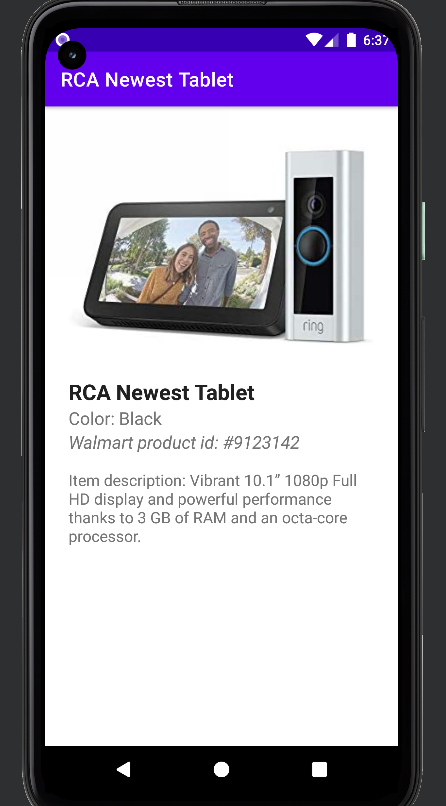 6:37
RCA Newest Tablet
ring
RCA Newest Tablet
Color: Black
Walmart product id: #9123142
Item description: Vibrant 10.1” 1080p Full
HD display and powerful performance
thanks to 3 GB of RAM and an octa-core
processor.